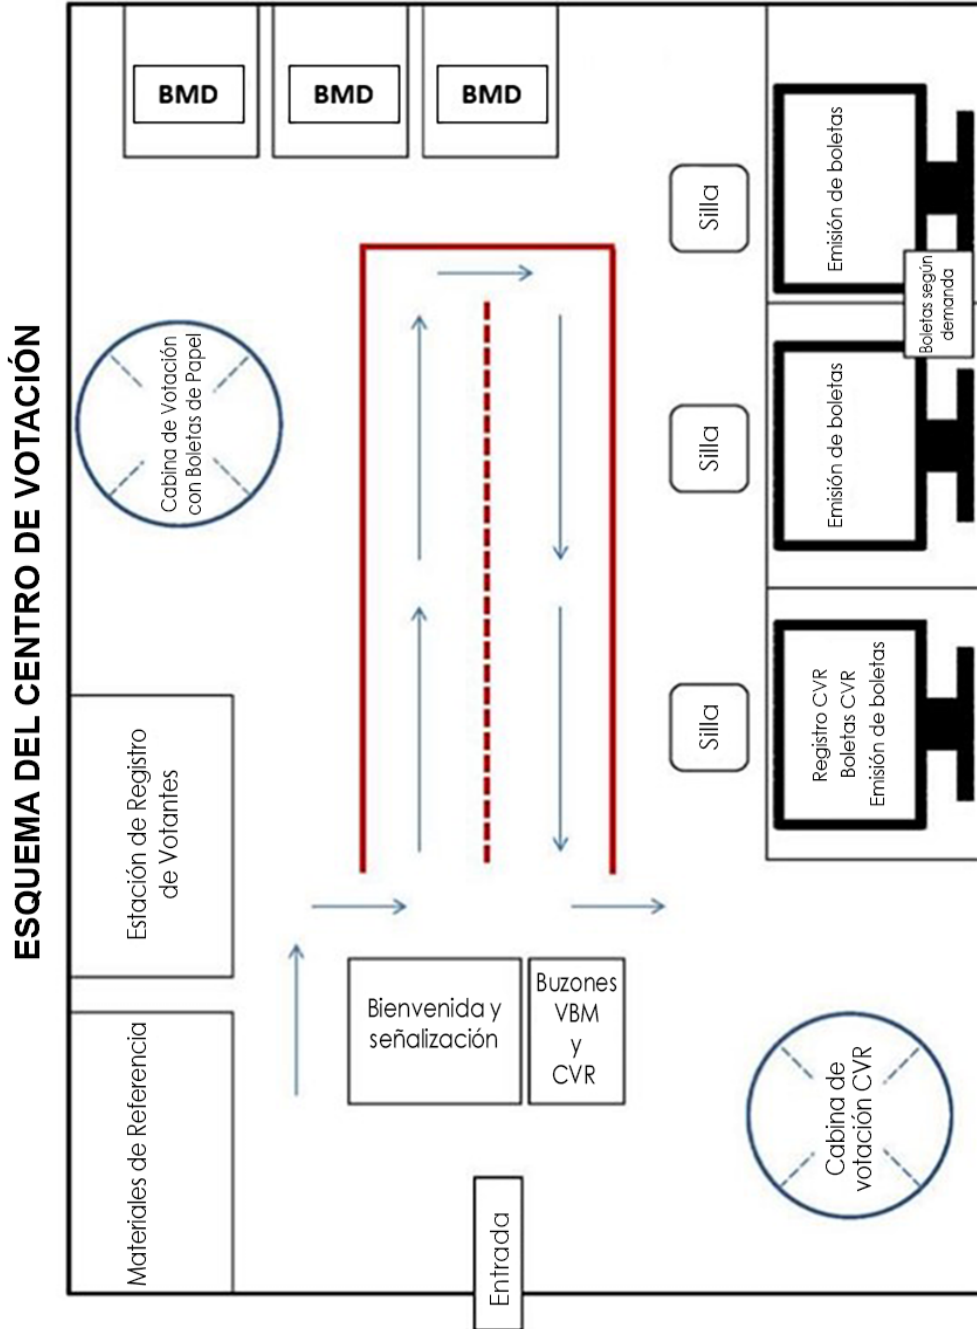 ESQUEMA DEL CENTRO DE VOTACIÓN
BMD
BMD
BMD
Silla
Emisión de boletas
Boletas según
demanda
Cabina de Votación
con Boletas de Papel
Silla
Emisión de boletas
Estación de Registro
de Votantes
Silla
Registro CVR
Boletas CVR
Emisión de boletas
Materiales de Referencia
Bienvenida y
señalización
Buzones
VBM
y
CVR
Cabina de
votación CVR
Entrada